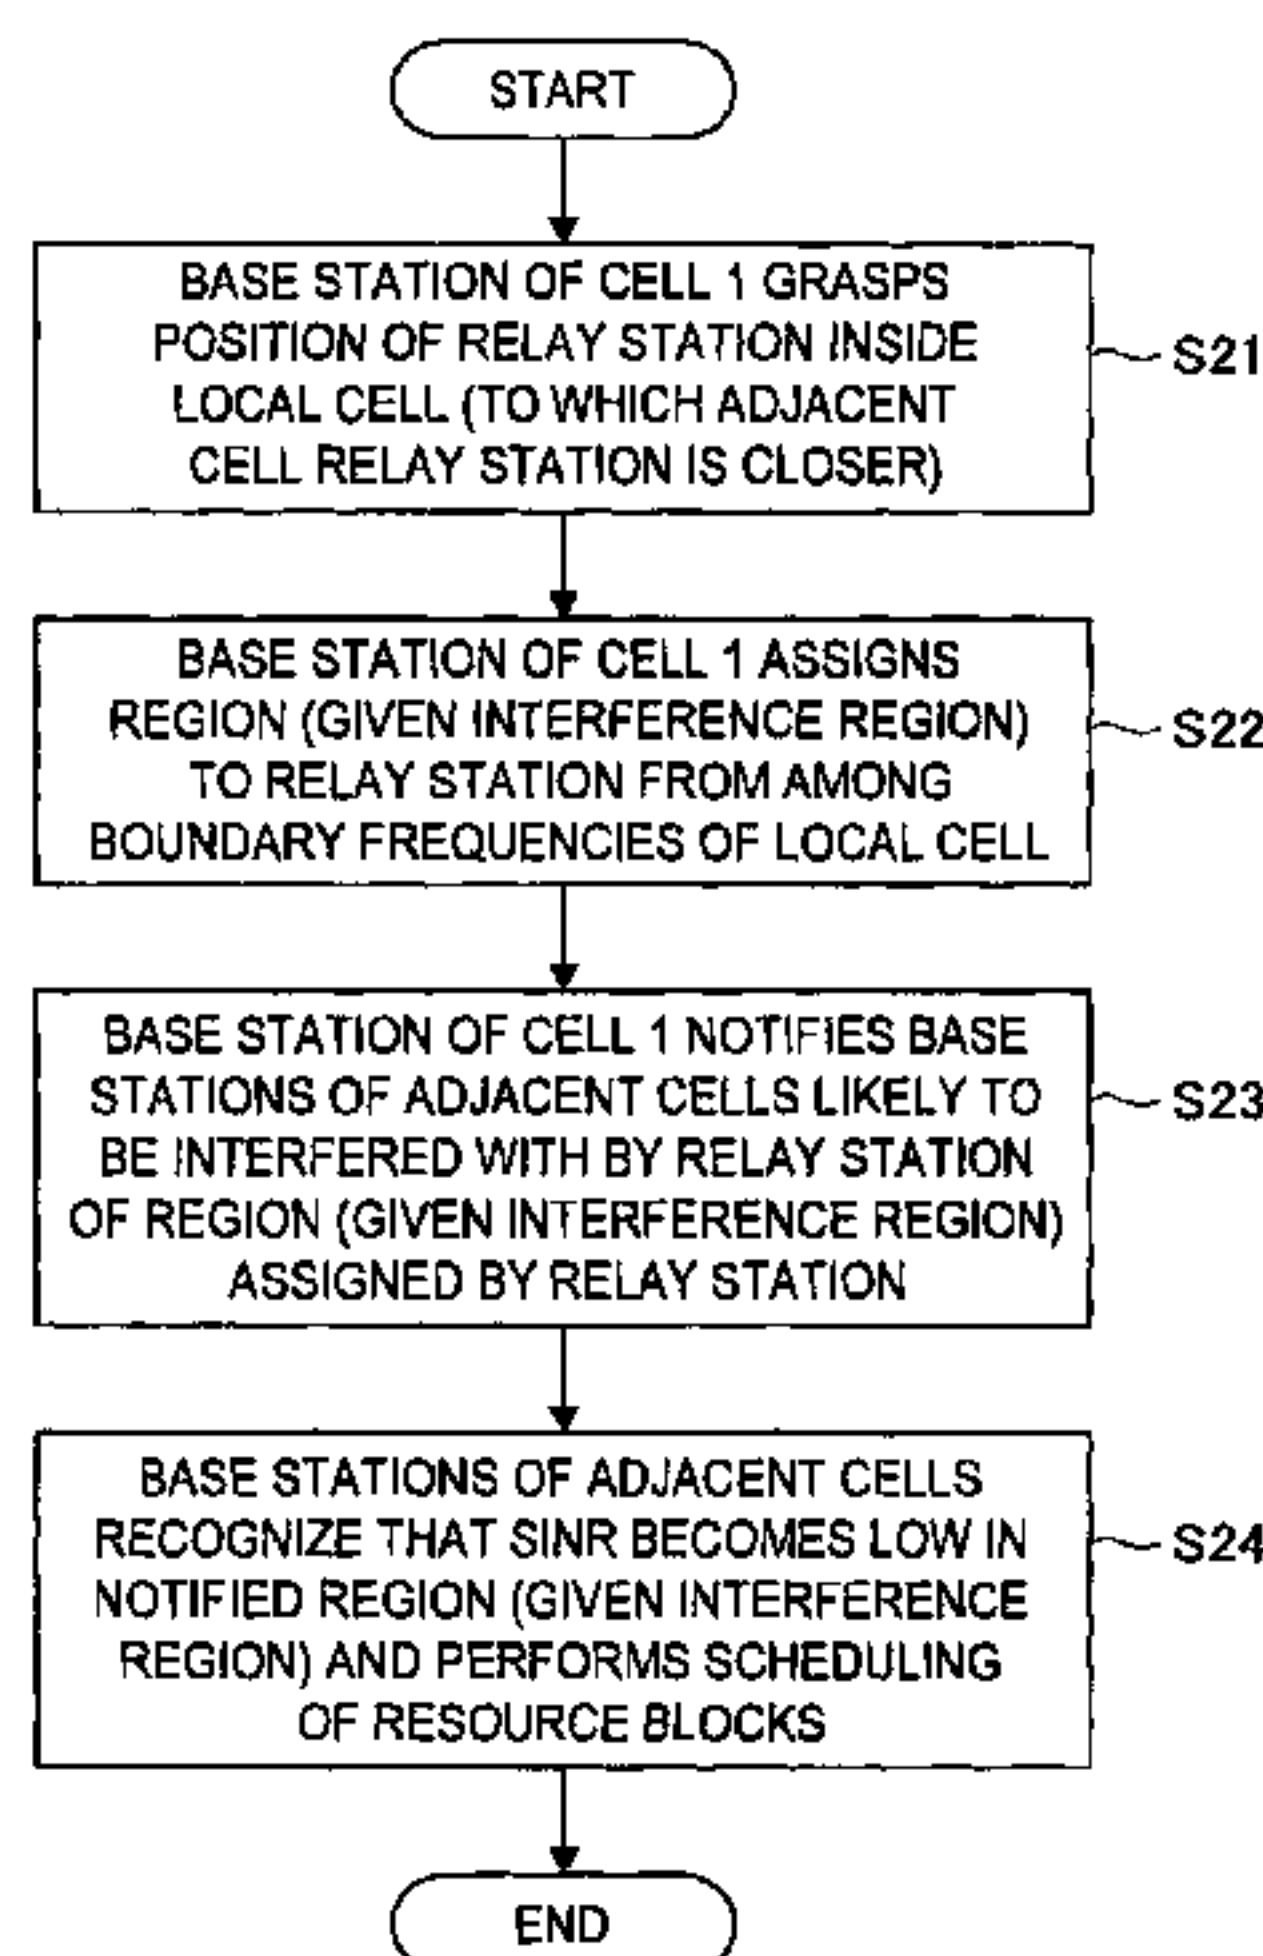 START
BASE STATION OF CELL 1 GRASPS
POSITION OF RELAY STATION INSIDE
LOCAL CELL (TO WHICH ADJACENT
CELL RELAY STATION IS CLOSER)
S21
BASE STATION OF CELL 1 ASSIGNS
REGION (GIVEN INTERFERENCE REGION)
TO RELAY STATION FROM AMONG
BOUNDARY FREQUENCIES OF LOCAL CELL
S22
BASE STATION OF CELL 1 NOTIFIES BASE
STATIONS OF ADJACENT CELLS LIKELY TO
BE INTERFERED WITH BY RELAY STATION
OF REGION (GIVEN INTERFERENCE REGION)
ASSIGNED BY RELAY STATION
S23
BASE STATIONS OF ADJACENT CELLS
RECOGNIZE THAT SINR BECOMES LOW IN
NOTIFIED REGION (GIVEN INTERFERENCE
REGION) AND PERFORMS SCHEDULING
OF RESOURCE BLOCKS
S24
END